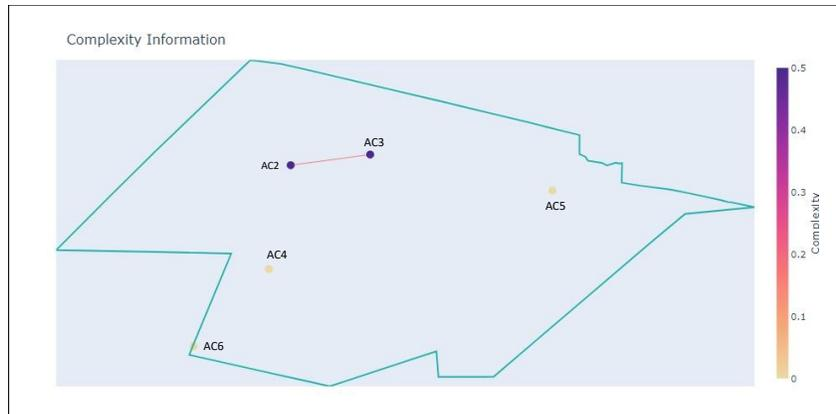 Complexity Information
0.5
AC3
AC2
0.4
AC5
0.3
Complexity
0.2
AC4
0.1
AC6
0